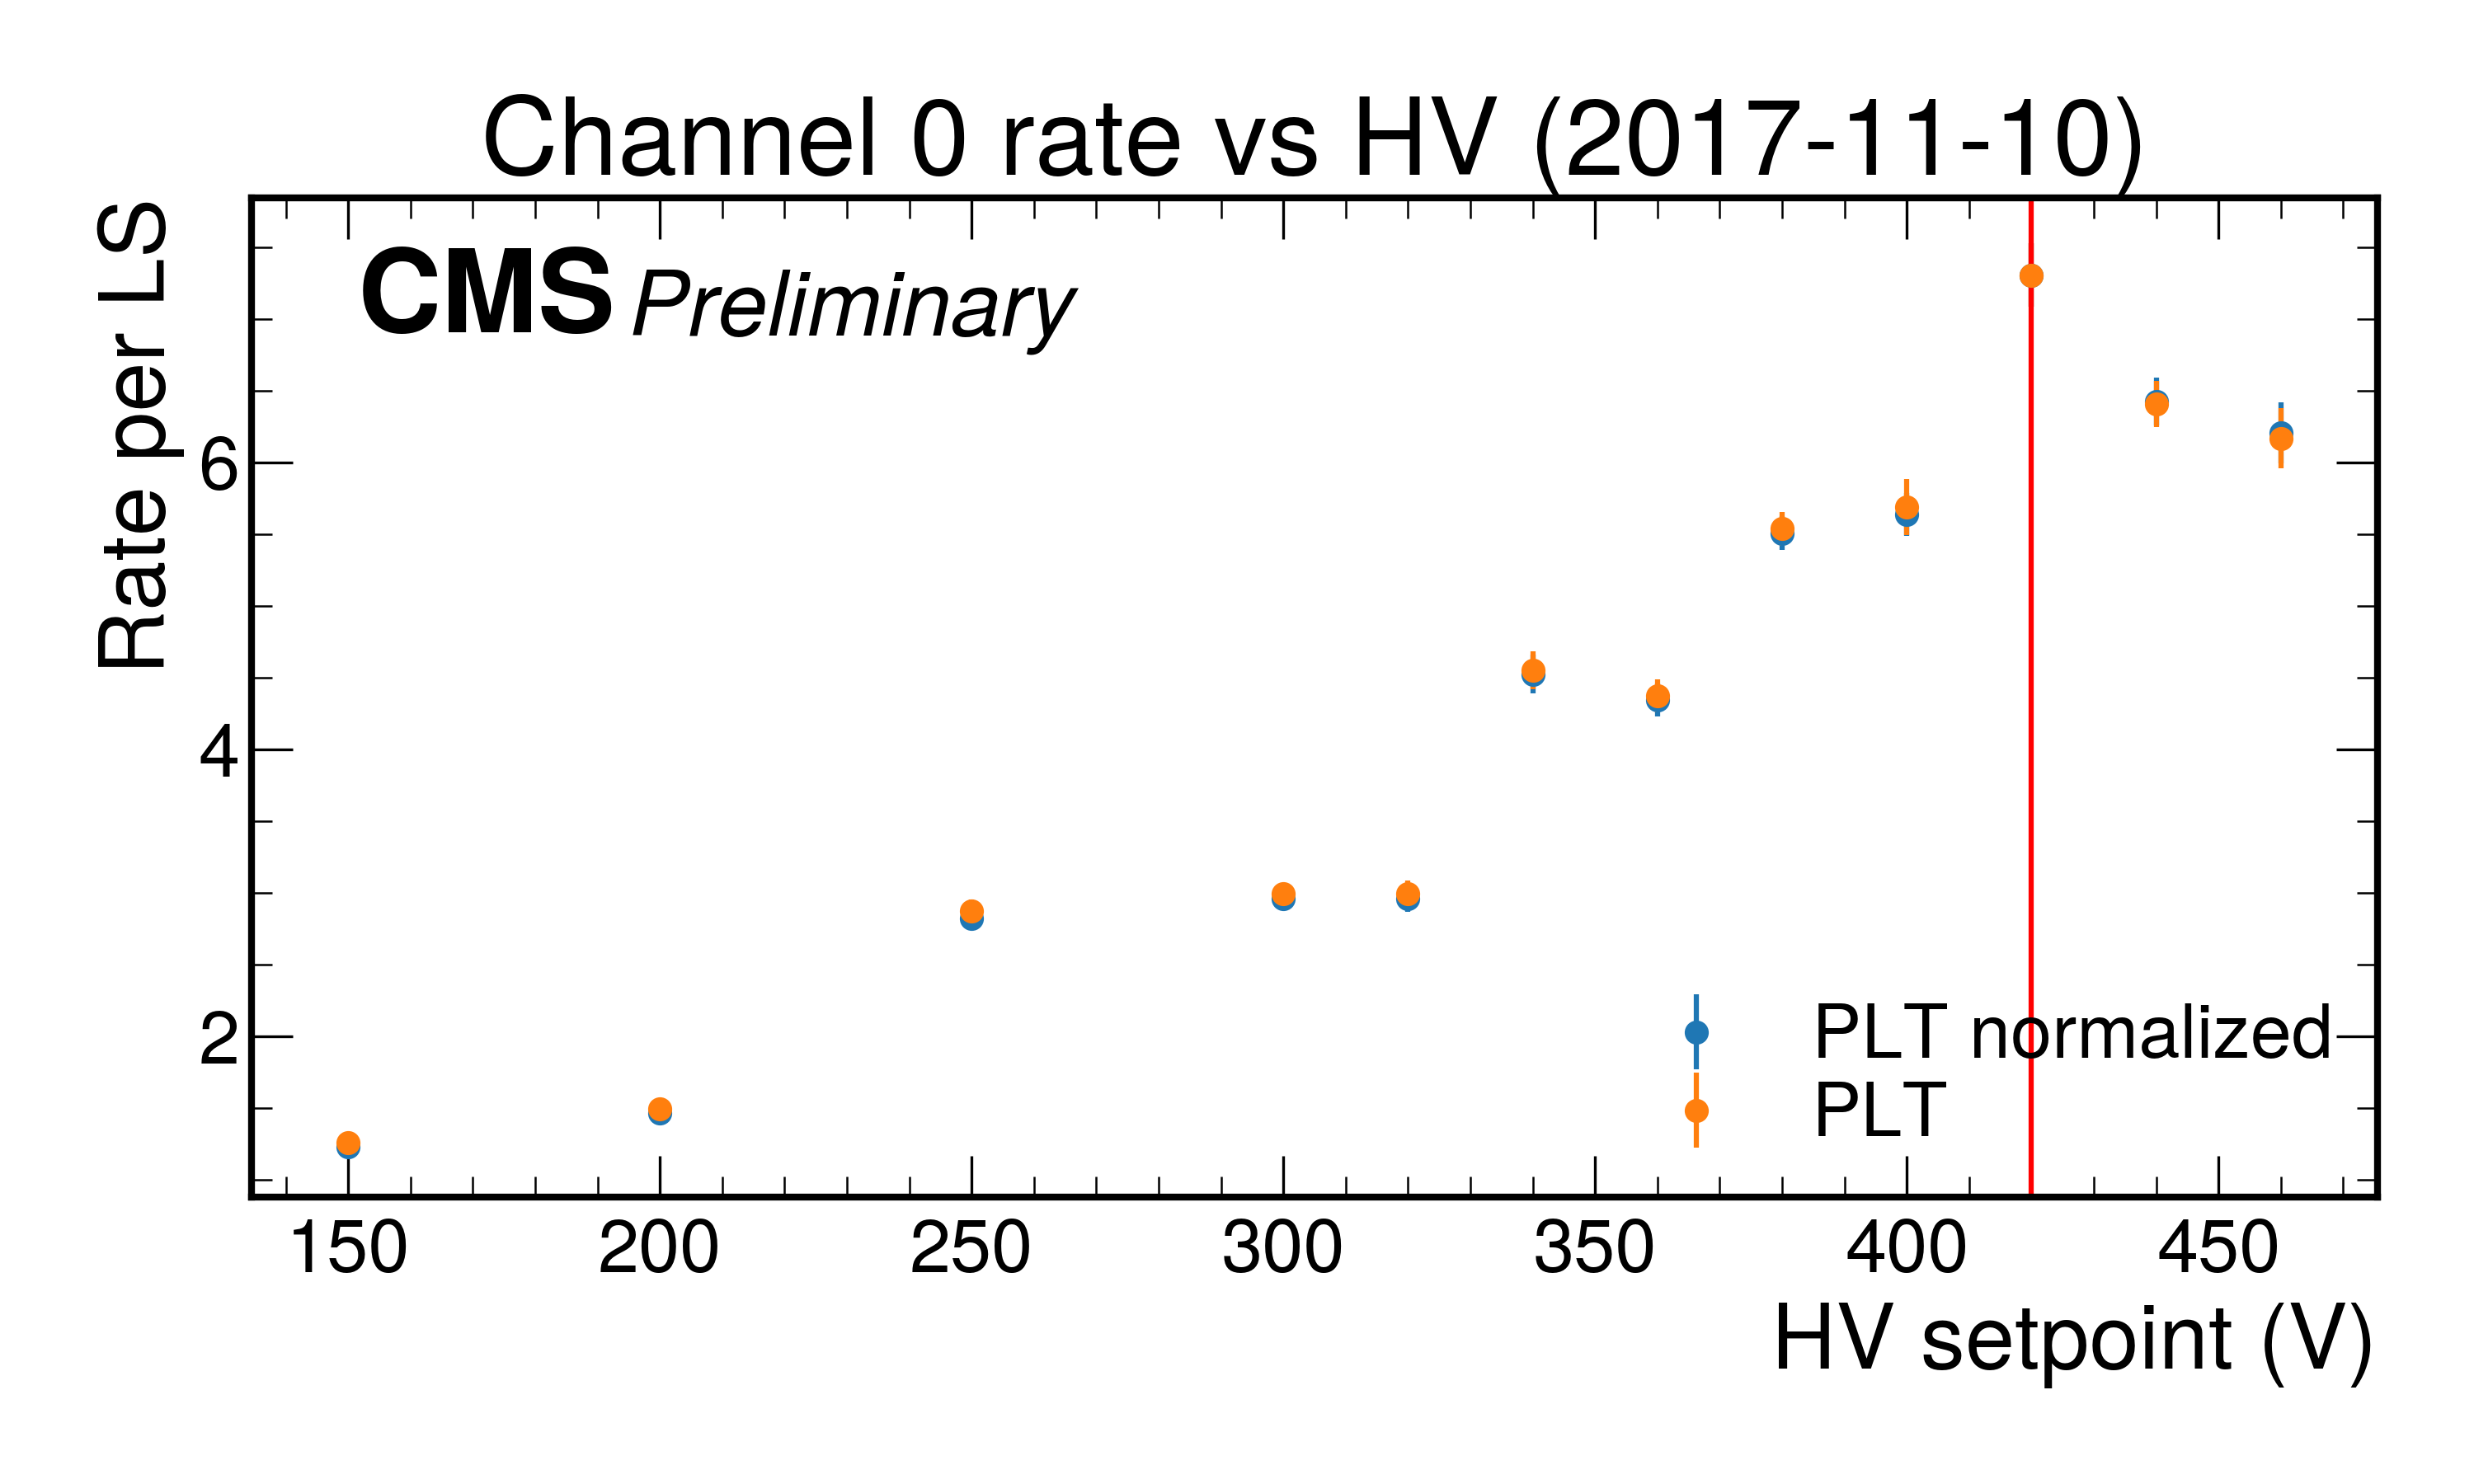 Channel 0 rate vs HV (2017-11-10)
CMS Preliminary
Rate per LS
6
4
2
PLT normalized
PLT
150 200 250 300 350 400 450
HV setpoint (V)